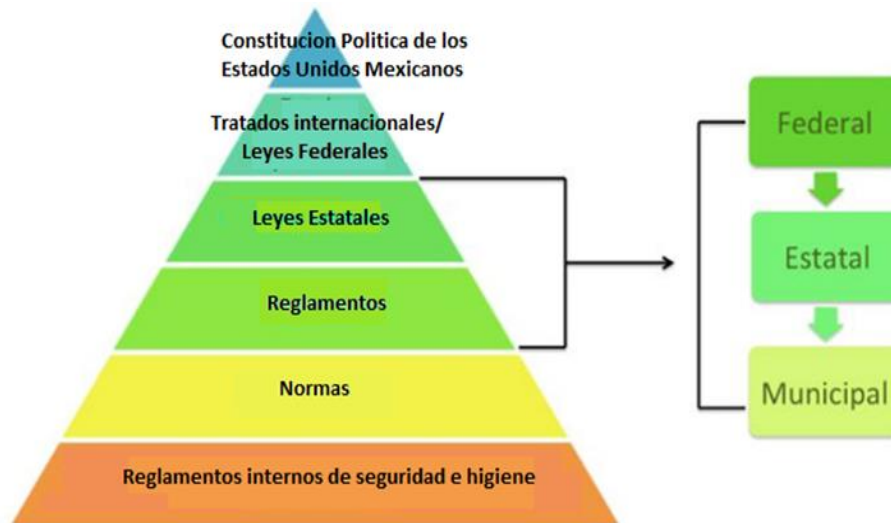 Constitucion Politica de los
Estados Unidos Mexicanos
Tratados internacionales/
Leyes Federales
Leyes Estatales
Reglamentos
Normas
Reglamentos internos de seguridad e higiene
Federal
Estatal
Municipal